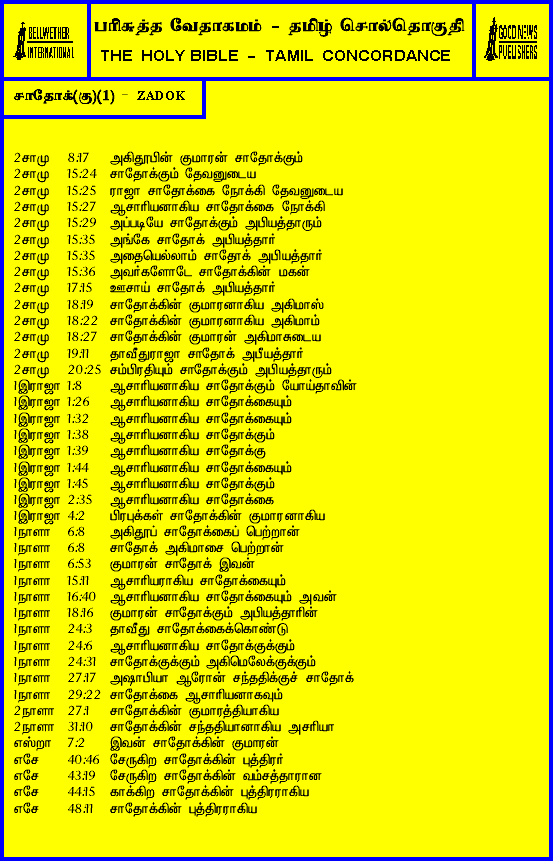 BELLWETHER INTERNATIONAL
பரிசுத்த வேதாகமம் - தமிழ் சொல்தொகுதி
THE HOLY BIBLE - TAMIL CONCORDANCE
GOOD NEWS PUBLISHERS
சாதோக்(கு)(1) - ZADOK
2சாமு 8:17 அகிதூபின் குமாரன் சாதோக்கும்
2சாமு 15:24 சாதோக்கும் தேவனுடைய
2சாமு 15:25 ராஜா சாதோக்கை நோக்கி தேவனுடைய
2சாமு 15:27 ஆசாரியனாகிய சாதோக்கை நோக்கி
2சாமு 15:29 அப்படியே சாதோக்கும் அபியத்தாரும்
2சாமு 15:35 அங்கே சாதோக் அபியத்தார்
2சாமு 15:35 அதையெல்லாம் சாதோக் அபியத்தார்
2சாமு 15:36 அவர்களோடே சாதோக்கின் மகன்
2சாமு 17:15 ஊசாய் சாதோக் அபியத்தார்
2சாமு 18:19 சாதோக்கின் குமாரனாகிய அகிமாஸ்
2சாமு 18:22 சாதோக்கின் குமாரனாகிய அகிமாம்
2சாமு 18:27 சாதோக்கின் குமாரன் அகிமாசுடைய
2சாமு 19:11 தாவீதுராஜா சாதோக் அபீயத்தார்
2சாமு 20:25 சம்பிரதியும் சாதோக்கும் அபியத்தாரும்
1இராஜா 1:8 ஆசாரியனாகிய சாதோக்கும் யோய்தாவின்
1இராஜா 1:26 ஆசாரியனாகிய சாதோக்கையும்
1இராஜா 1:32 ஆசாரியனாகிய சாதோக்கையும்
1இராஜா 1:38 ஆசாரியனாகிய சாதோக்கும்
1இராஜா 1:39 ஆசாரியனாகிய சாதோக்கு
1இராஜா 1:44 ஆசாரியனாகிய சாதோக்கையும்
1இராஜா 1:45 ஆசாரியனாகிய சாதோக்கும்
1இராஜா 2:35 ஆசாரியனாகிய சாதோக்கை
1இராஜா 4:2 பிரபுக்கள் சாதோக்கின் குமாரனாகிய
1நாளா 6:8 அகிதூப் சாதோக்கைப் பெற்றான்
1நாளா 6:8 சாதோக் அகிமாசை பெற்றான்
1நாளா 6:53 குமாரன் சாதோக் இவன்
1நாளா 15:11 ஆசாரியராகிய சாதோக்கையும்
1நாளா 16:40 ஆசாரியனாகிய சாதோக்கையும் அவன்
1நாளா 18:16 குமாரன் சாதோக்கும் அபியத்தாரின்
1நாளா 24:3 தாவீது சாதோக்கைக்கொண்டு
1நாளா 24:6 ஆசாரியனாகிய சாதோக்குக்கும்
1நாளா 24:31 சாதோக்குக்கும் அகிமெலேக்குக்கும்
1நாளா 27:17 அஷாபியா ஆரோன் சந்ததிக்குச் சாதோக்
1நாளா 29:22 சாதோக்கை ஆசாரியனாகவும்
2நாளா 27:1 சாதோக்கின் குமாரத்தியாகிய
2நாளா 31:10 சாதோக்கின் சந்ததியானாகிய அசரியா
எஸ்றா 7:2 இவன் சாதோக்கின் குமாரன்
எசே 40:46 சேருகிற சாதோக்கின் புத்திரர்
எசே 43:19 சேருகிற சாதோக்கின் வம்சத்தாரான
எசே 44:15 காக்கிற சாதோக்கின் புத்திரராகிய
எசே 48:11 சாதோக்கின் புத்திரராகிய